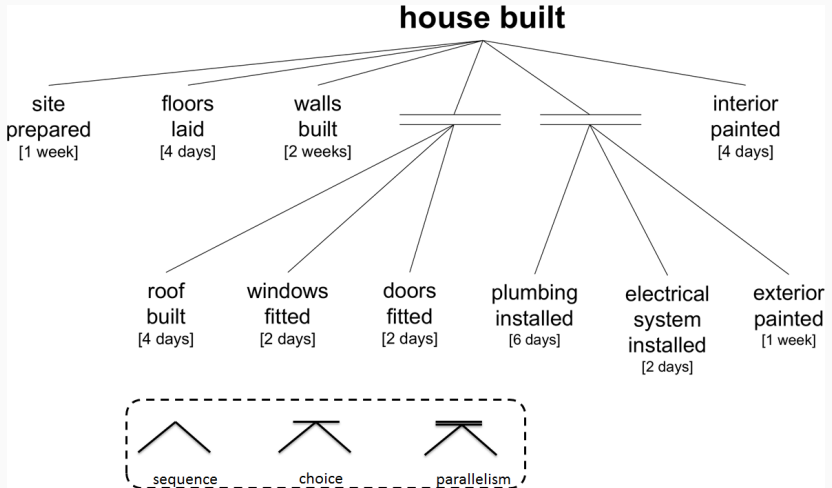 house built
site
prepared
[1 week]
floors
laid
[4 days]
walls
built
[2 weeks]
interior
painted
[4 days]
roof
built
[4 days]
windows
fitted
[2 days]
doors
fitted
[2 days]
plumbing
installed
[6 days]
electrical
system
installed
[2 days]
exterior
painted
[1 week]
sequence
choice
parallelism